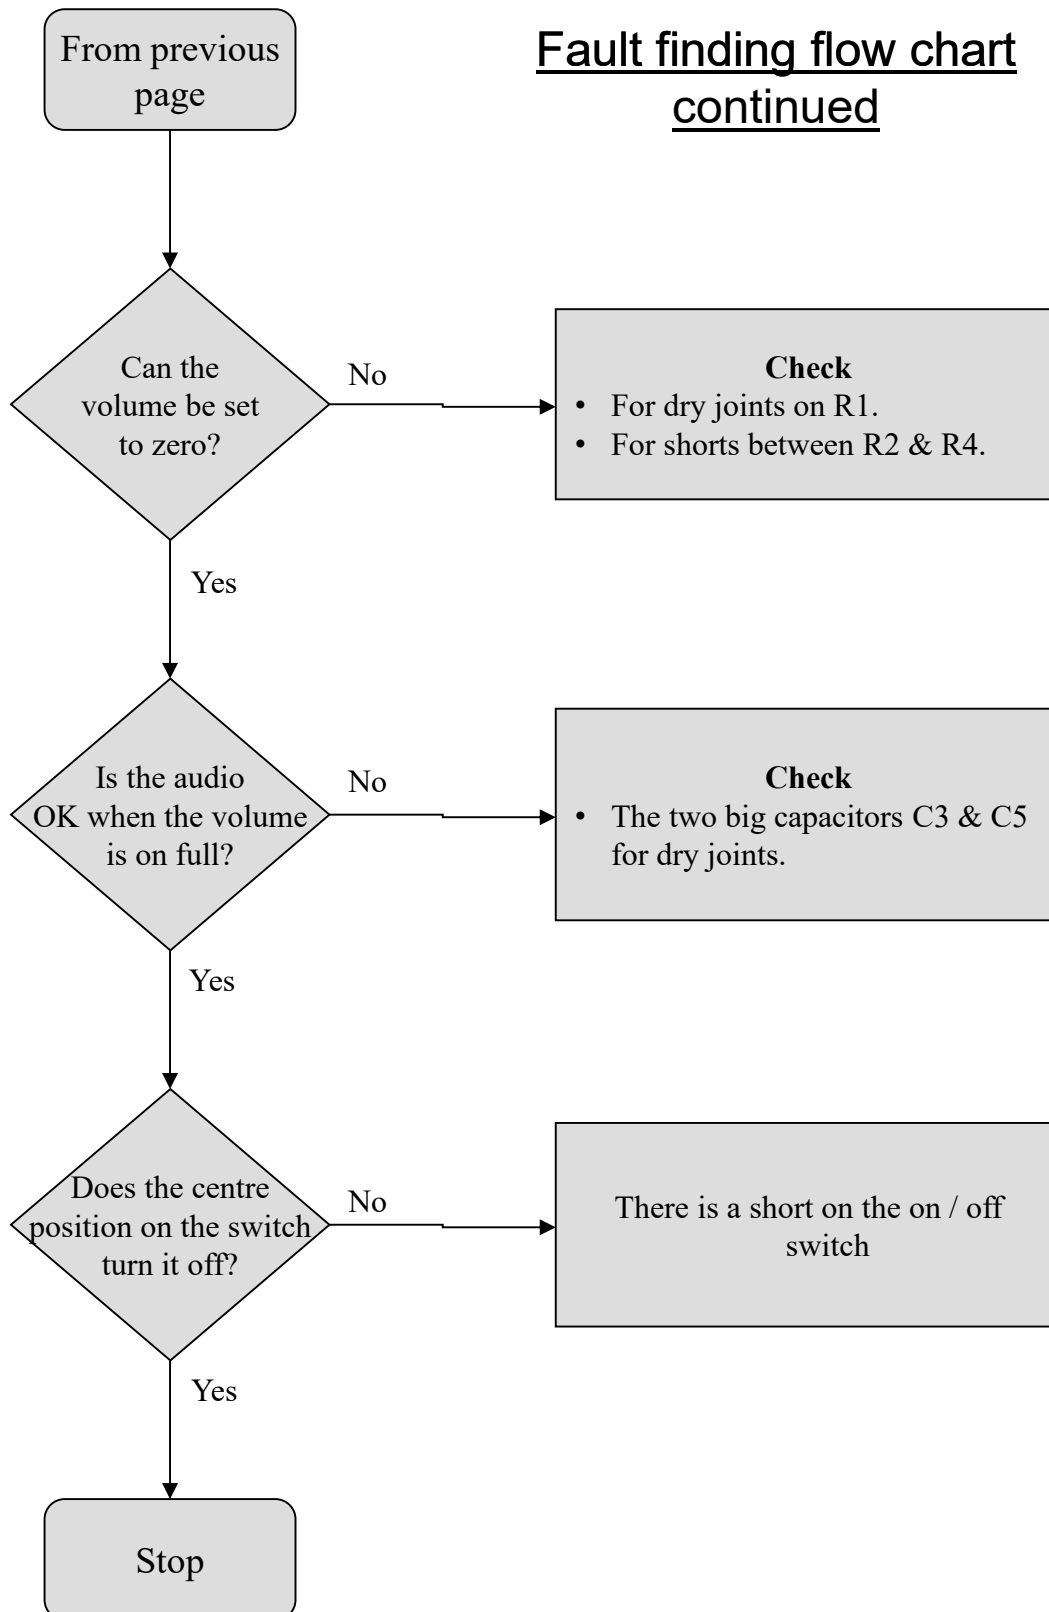 From previous
page
Fault finding flow chart
continued
Can the
volume be set
to zero?
No
Check
• For dry joints on R1.
• For shorts between R2 & R4.
Yes
Is the audio
OK when the volume
is on full?
No
Check
• The two big capacitors C3 & C5
for dry joints.
Yes
Does the centre
position on the switch
turn it off?
No
There is a short on the on / off
switch
Yes
Stop